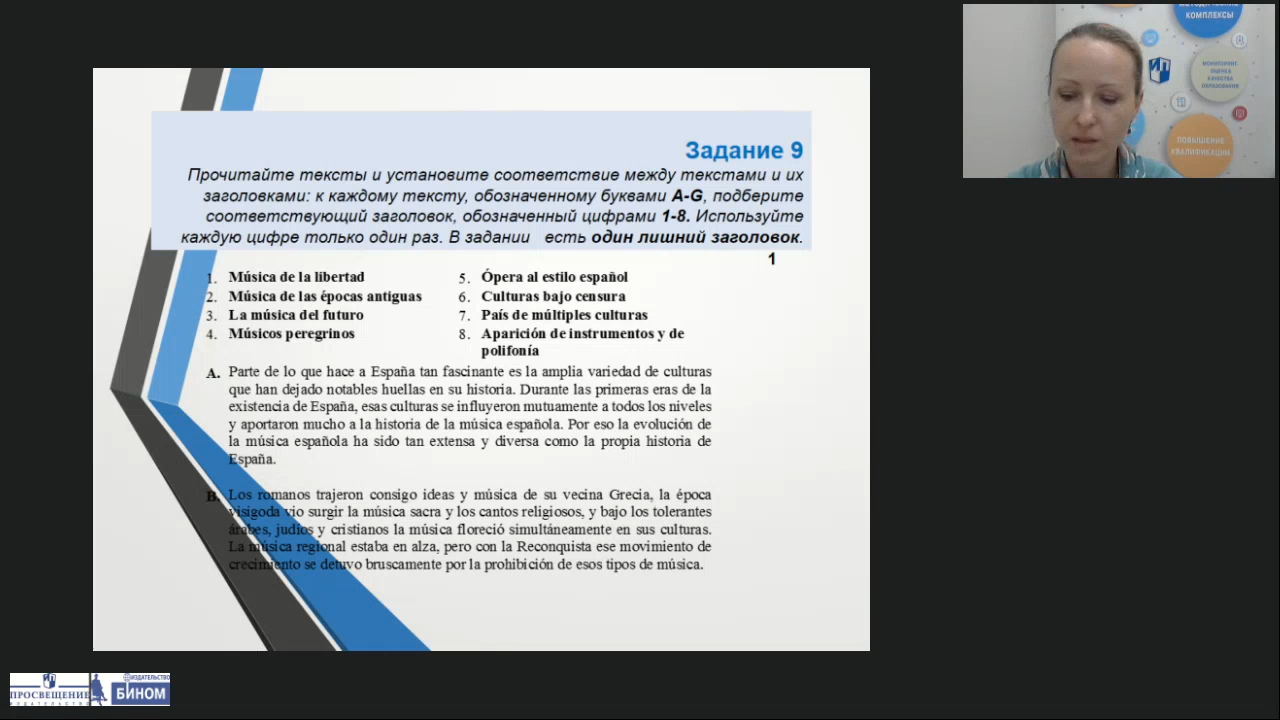 Задание 9
Прочитайте тексты и установите соответствие между текстами и их
заголовками: к каждому тексту, обозначенному буквами A-G, подберите
соответствующий заголовок, обозначенный цифрами 1-8. Используйте
каждую цифре только один раз. В задании есть один лишний заголовок.
1
1. Música de la libertad
2. Música de las épocas antiguas
3. La música del futuro
4. Músicos peregrinos
5. Ópera al estilo español
6. Culturas bajo censura
7. País de múltiples culturas
8. Aparición de instrumentos y de
polifonía
A. Parte de lo que hace a España tan fascinante es la amplia variedad de culturas
que han dejado notables huellas en su historia. Durante las primeras eras de la
existencia de España, esas culturas se influyeron mutuamente a todos los niveles
y aportaron mucho a la historia de la música española. Por eso la evolución de
la música española ha sido tan extensa y diversa como la propia historia de
España.
B. Los romanos trajeron consigo ideas y música de su vecina Grecia, la época
visigoda vio surgir la música sacra y los cantos religiosos, y bajo los tolerantes
árabes, judíos y cristianos la música floreció simultáneamente en sus culturas.
La música regional estaba en alza, pero con la Reconquista ese movimiento de
crecimiento se detuvo bruscamente por la prohibición de esos tipos de música.
КОМПЛЕКСЫ
МОНИТОРИНГ,
ОЦЕНКА
КАЧЕСТВА
ОБРАЗОВАНИЯ
ПОВЫШЕНИЕ
КВАЛИФИКАЦИИ
ПРОСВЕЩЕНИЕ
ИЗДАТЕЛЬСТВО
ИЗДАТЕЛЬСТВО
БИНОМ